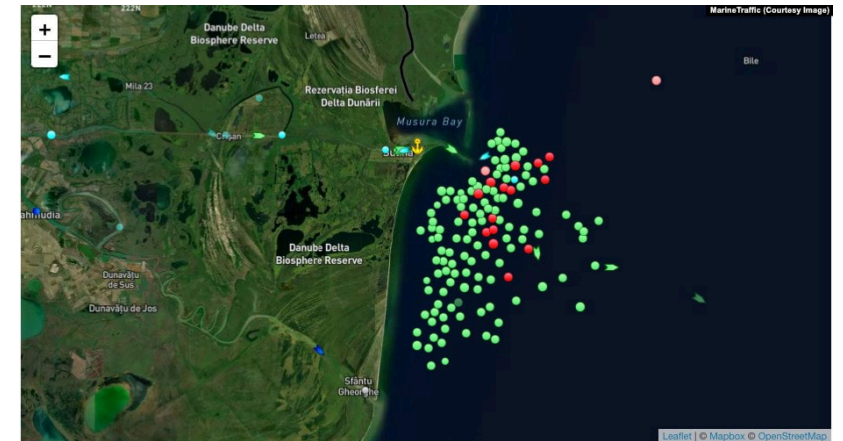 222N
MarineTraffic (Courtesy Image)
+
−
Danube Delta
Biosphere Reserve
Letea
Bile
Mila 23
Rezervația Biosferei
Delta Dunării
Musura Bay
Crișan
Danube Delta
Biosphere Reserve
Dunavățu
de Sus
Dunavățu de Jos
Sfântu
Gheorghe
Leaflet | © Mapbox © OpenStreetMap